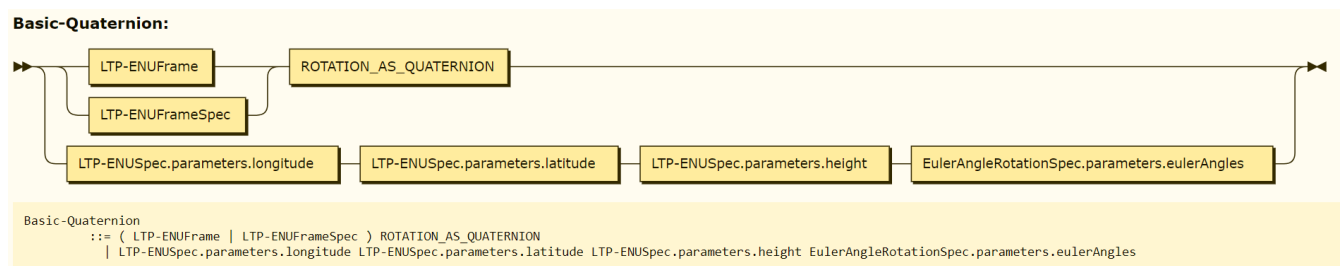 Basic-Quaternion:
LTP-ENUFrame ROTATION_AS_QUATERNION
LTP-ENUFrameSpec
LTP-ENUSpec.parameters.longitude LTP-ENUSpec.parameters.latitude LTP-ENUSpec.parameters.height EulerAngleRotationSpec.parameters.eulerAngles
Basic-Quaternion
::= ( LTP-ENUFrame | LTP-ENUFrameSpec ) ROTATION_AS_QUATERNION
| LTP-ENUSpec.parameters.longitude LTP-ENUSpec.parameters.latitude LTP-ENUSpec.parameters.height EulerAngleRotationSpec.parameters.eulerAngles